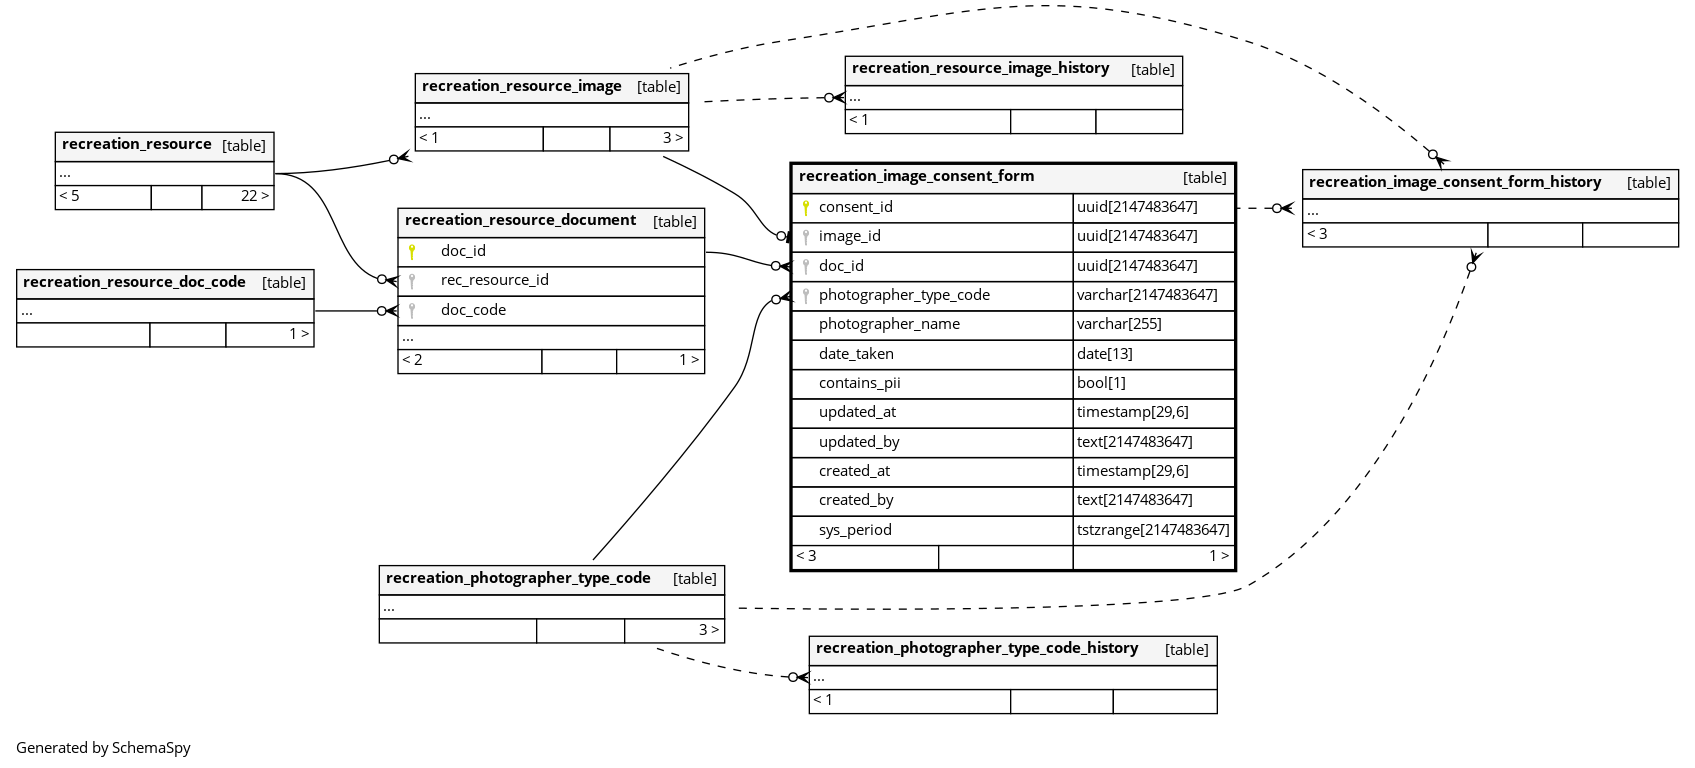 recreation_resource_image [table]
...
< 1 3 >
recreation_resource_image_history [table]
...
< 1
recreation_resource [table]
...
< 5 22 >
recreation_image_consent_form [table]
consent_id uuid[2147483647]
image_id uuid[2147483647]
doc_id uuid[2147483647]
photographer_type_code varchar[2147483647]
photographer_name varchar[255]
date_taken date[13]
contains_pii bool[1]
updated_at timestamp[29,6]
updated_by text[2147483647]
created_at timestamp[29,6]
created_by text[2147483647]
sys_period tstzrange[2147483647]
< 3 1 >
recreation_image_consent_form_history [table]
...
< 3
recreation_resource_document [table]
doc_id
rec_resource_id
doc_code
...
< 2 1 >
recreation_resource_doc_code [table]
...
1 >
recreation_photographer_type_code [table]
...
3 >
recreation_photographer_type_code_history [table]
...
< 1
Generated by SchemaSpy